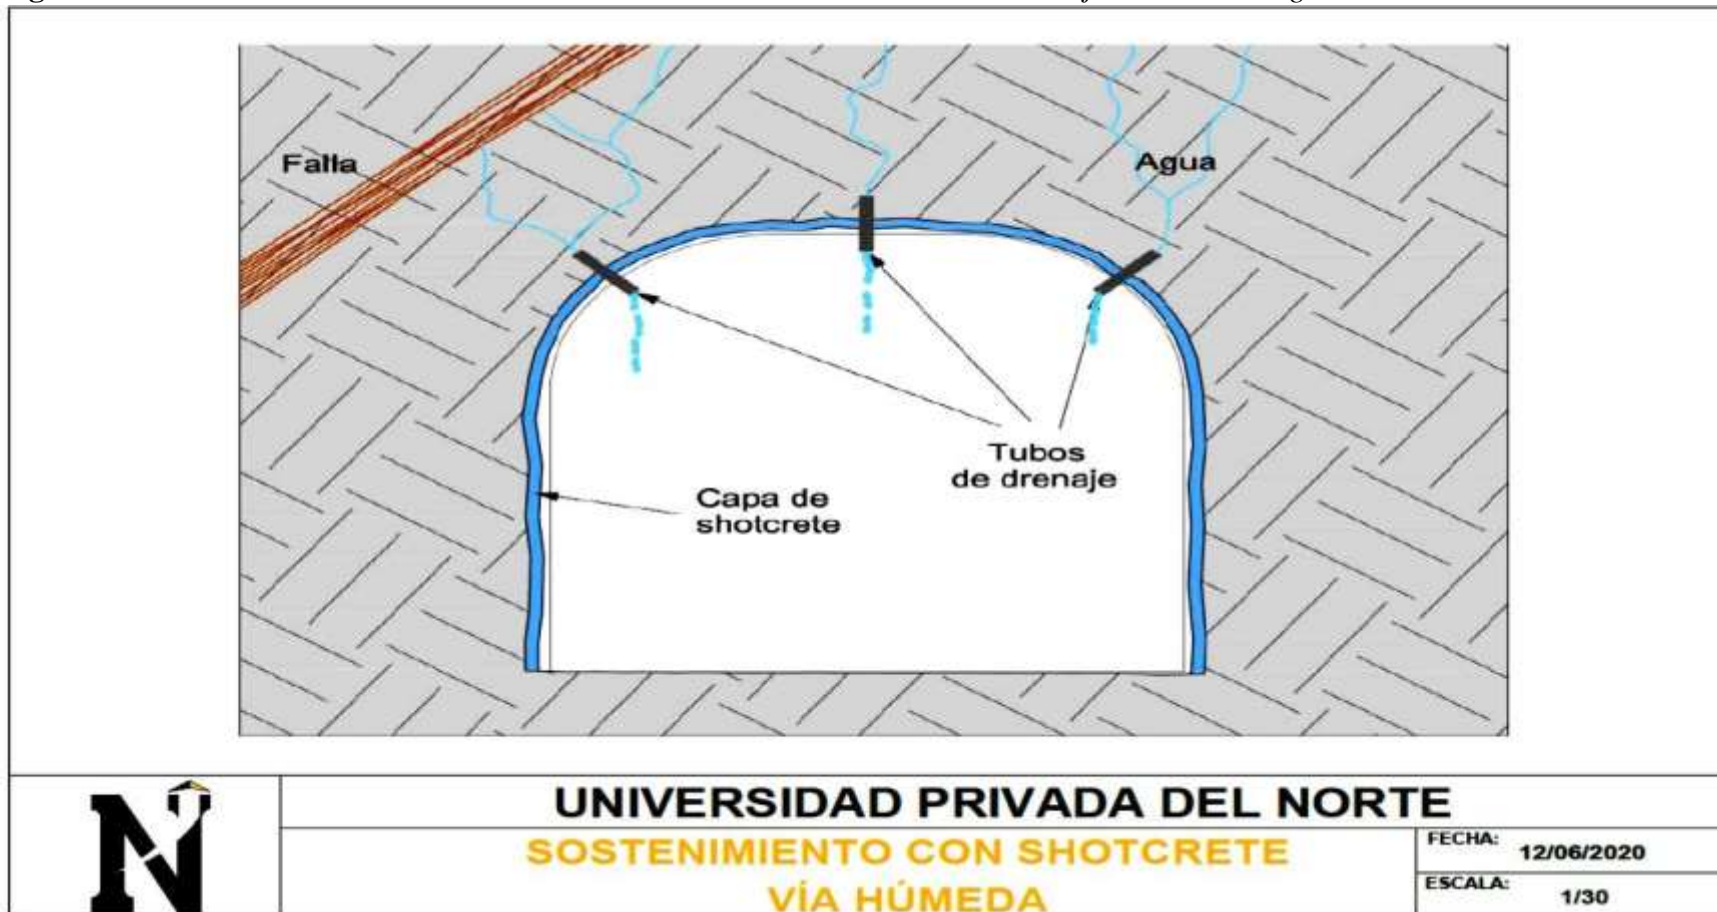 Falla
Agua
Tubos
de drenaje
Capa de
shotcrete
UNIVERSIDAD PRIVADA DEL NORTE
SOSTENIMIENTO CON SHOTCRETE
VÍA HÚMEDA
FECHA: 12/06/2020
ESCALA: 1/30